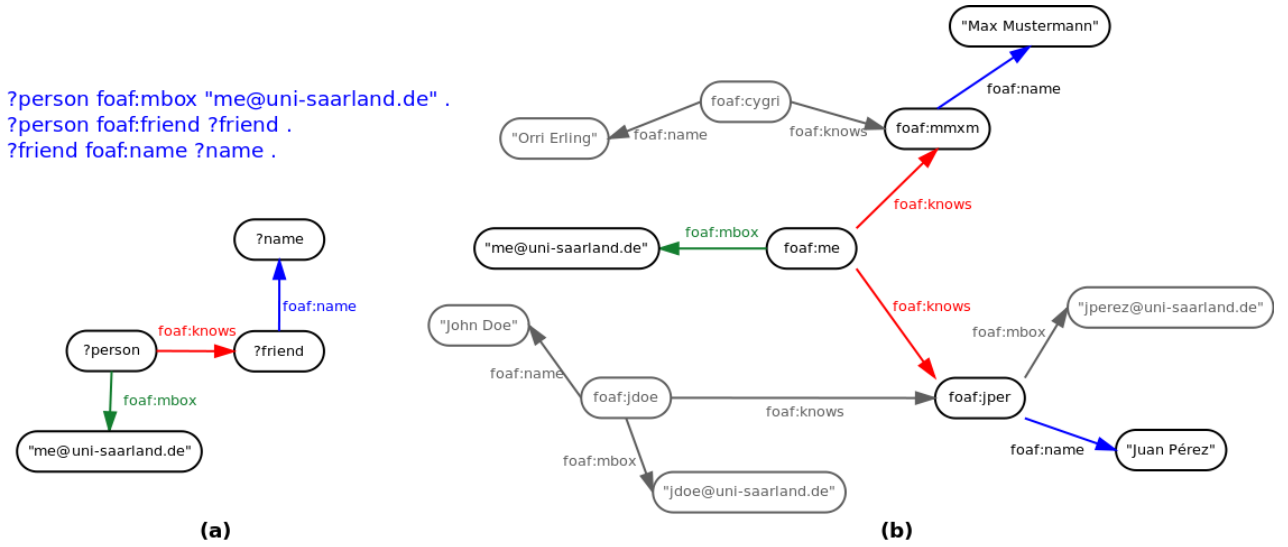 ?person foaf:mbox "me@uni-saarland.de" .
?person foaf:friend ?friend .
?friend foaf:name ?name .
?name
foaf:name
foaf:knows
?person
?friend
foaf:mbox
"me@uni-saarland.de"
(a)
"Max Mustermann"
foaf:name
foaf:cygri
"Orri Erling"
foaf:name
foaf:knows
foaf:mmxm
foaf:knows
foaf:mbox
"me@uni-saarland.de"
foaf:me
foaf:knows
"jperez@uni-saarland.de"
"John Doe"
foaf:mbox
foaf:name
foaf:jdoe
foaf:knows
foaf:jper
foaf:name
"Juan Pérez"
foaf:mbox
"jdoe@uni-saarland.de"
(b)